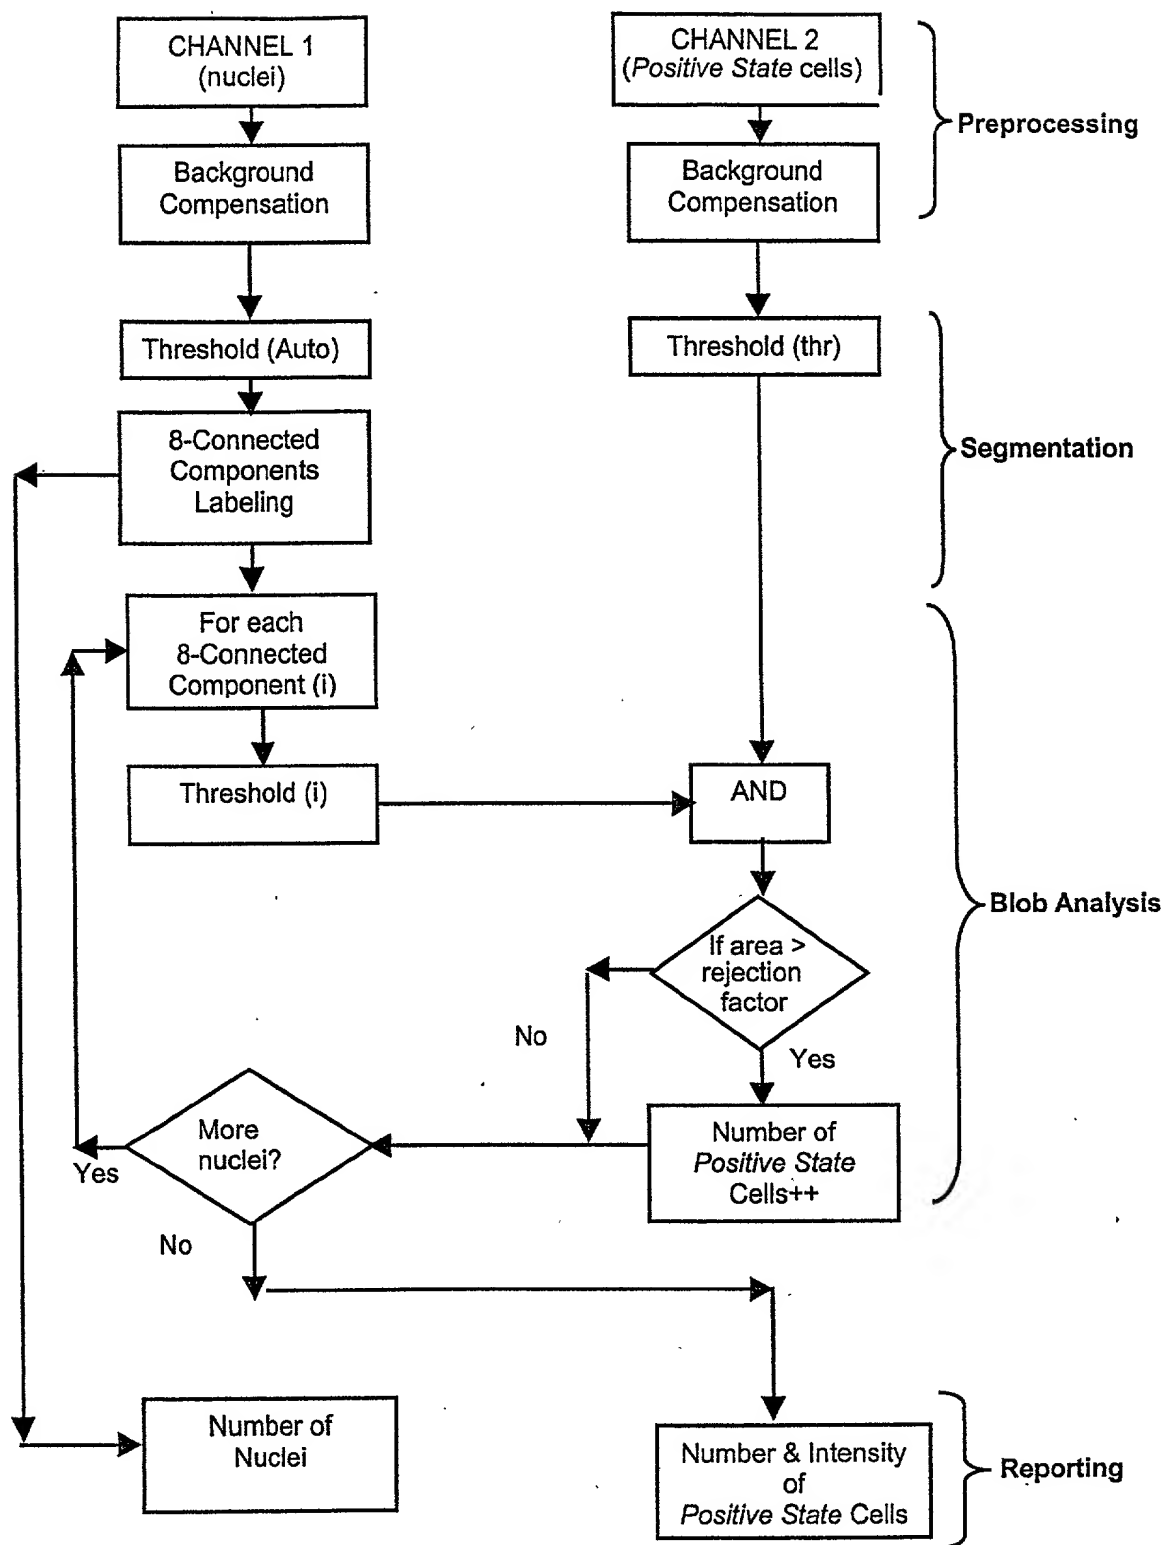 CHANNEL 1
(nuclei)
CHANNEL 2
(Positive State cells)
Preprocessing
Background
Compensation
Background
Compensation
Threshold (Auto)
Threshold (thr)
8-Connected
Components
Labeling
Segmentation
For each
8-Connected
Component (i)
Threshold (i)
AND
Blob Analysis
If area >
rejection
factor
No
Yes
More
nuclei?
Number of
Positive State
Cells++
Yes
No
Number of
Nuclei
Number & Intensity
of
Positive State Cells
Reporting